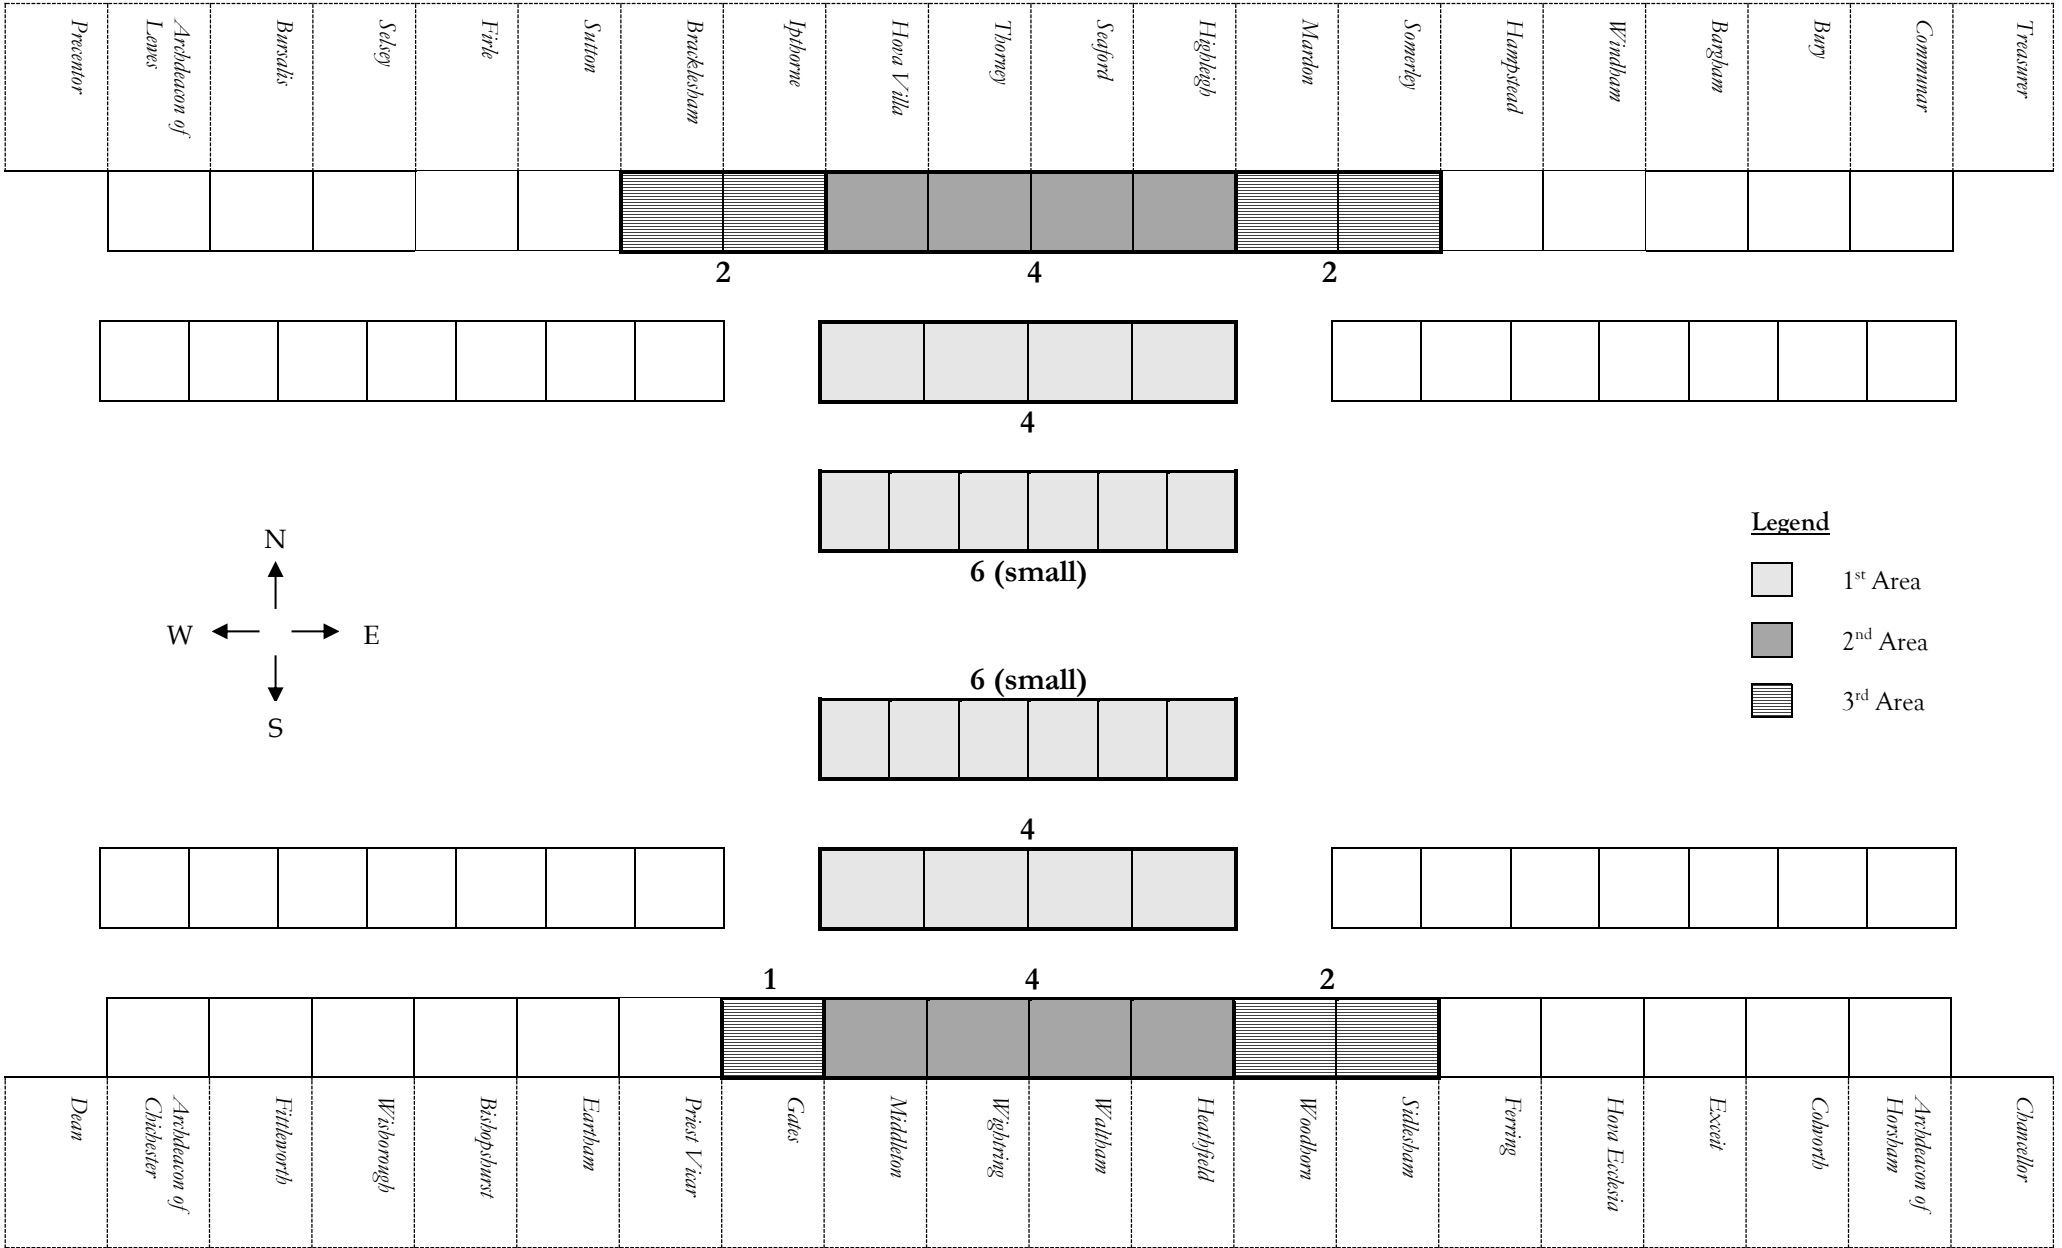 Precentor
Archdeacon of
Lewes
Bursalis
Selsey
Firle
Sutton
Bracklesham
Ipthorne
Hova Villa
Thorney
Seaford
Highleigh
Mardon
Somerley
Hampstead
Windham
Bargham
Bury
Communar
Treasurer
2
4
2
4
6 (small)
N
W
E
S
Legend
1st Area
2nd Area
3rd Area
6 (small)
4
1
4
2
Dean
Archdeacon of
Chichester
Fittleworth
Wisborough
Bishopshurst
Eartham
Priest Vicar
Gates
Middleton
Wightring
Waltham
Heathfield
Woodhorn
Sidlesham
Ferring
Hova Ecclesia
Exceit
Colworth
Archdeacon of
Horsham
Chancellor